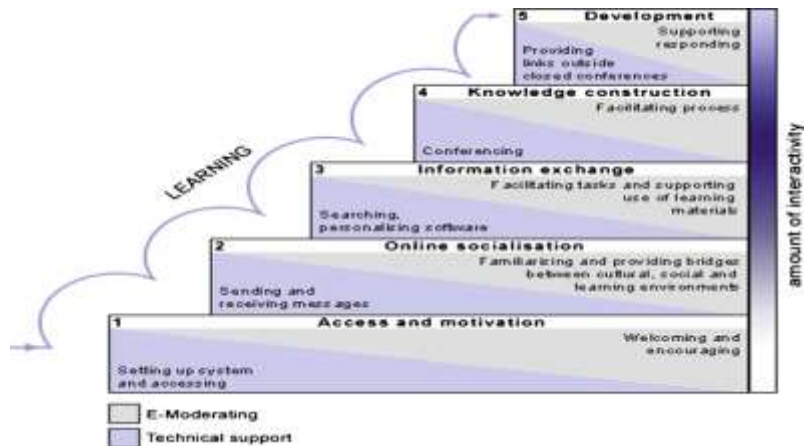 5 Development
Supporting
responding
Providing
links outside
closed conferences
4 Knowledge construction
Facilitating process
Conferencing
3 Information exchange
Facilitating tasks and supporting
use of learning
materials
Searching,
personalising software
2 Online socialisation
Familiarizing and providing bridges
between cultural, social and
learning environments
Sending and
receiving messages
1 Access and motivation
Welcoming and
encouraging
Setting up system
and accessing
LEARNING
amount of interactivity
E-Moderating
Technical support